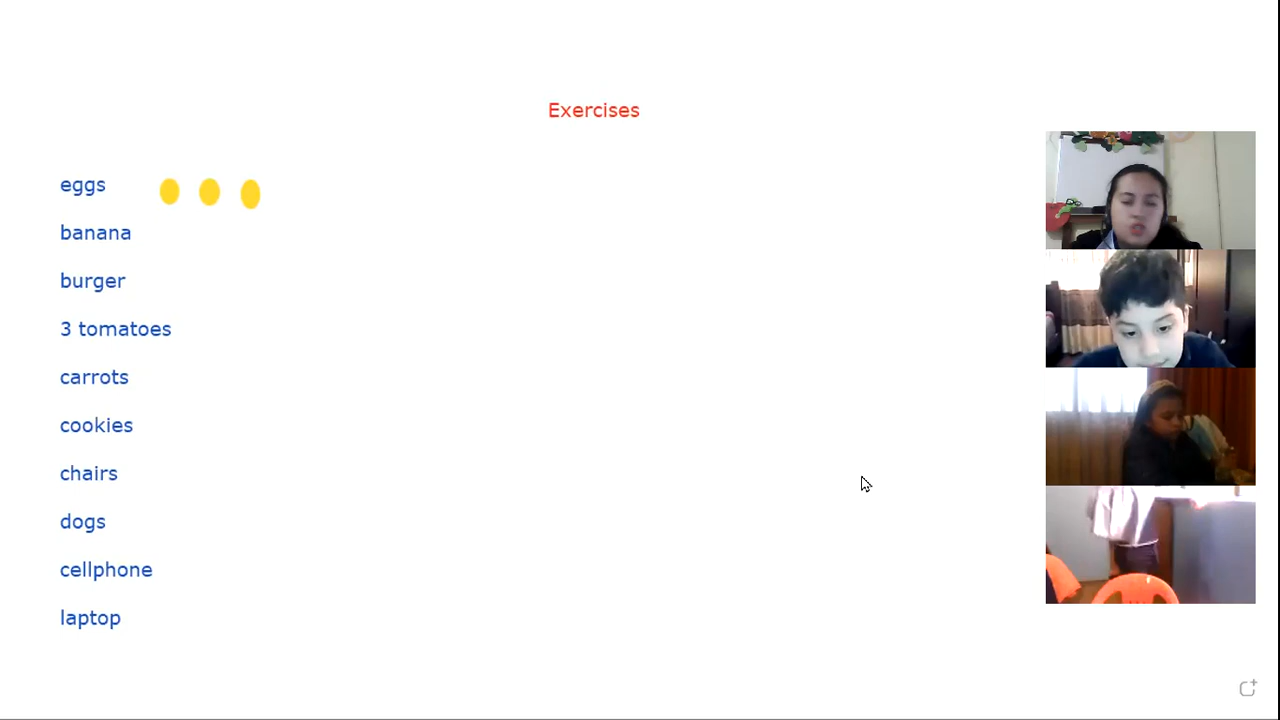 Exercises
eggs
banana
burger
3 tomatoes
carrots
cookies
chairs
dogs
cellphone
laptop